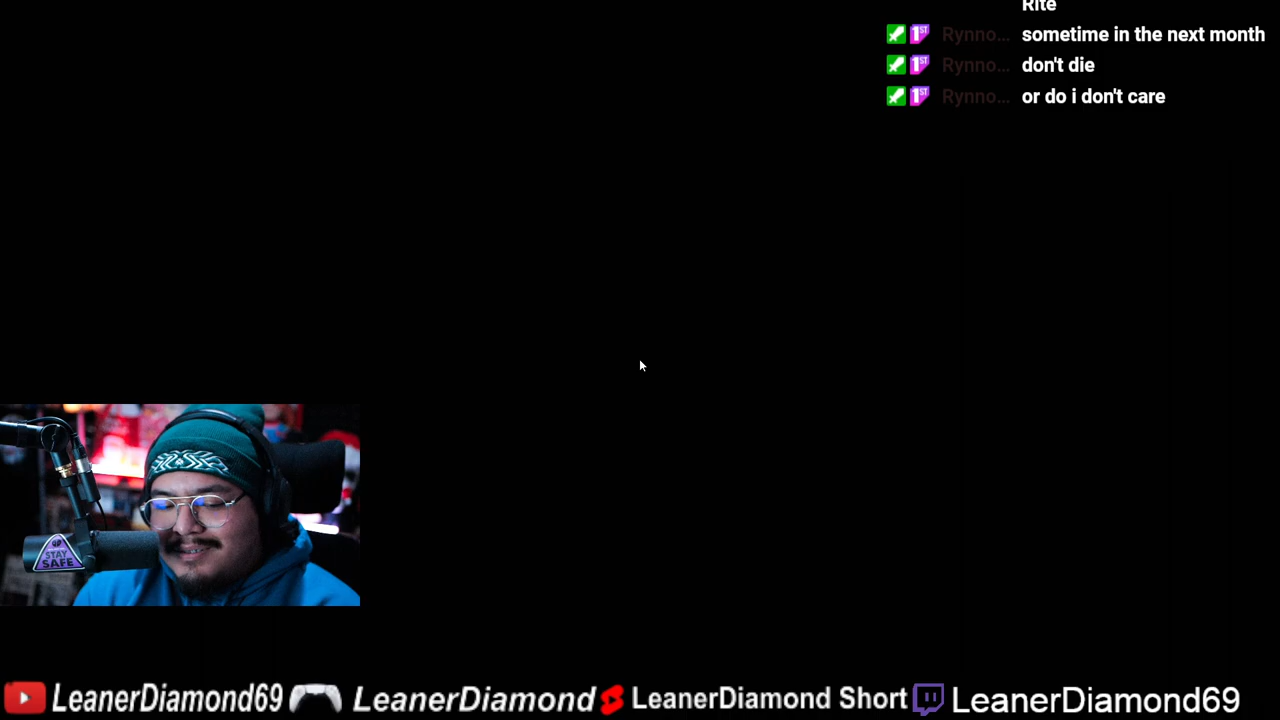 Rite
Rynno... sometime in the next month
Rynno... don't die
Rynno... or do i don't care
STAY
SAFE
LeanerDiamond69 LeanerDiamond LeanerDiamond Short LeanerDiamond69